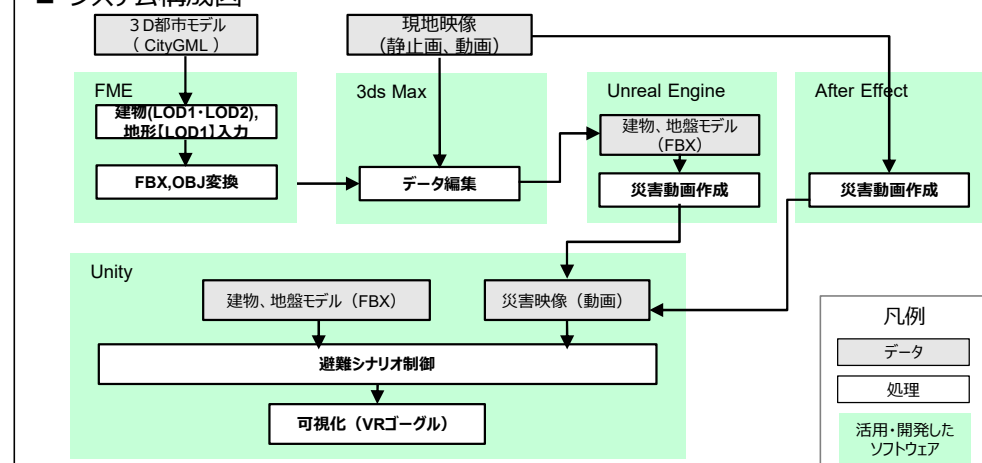 ■ システム構成図
3D都市モデル
（ CityGML ）
現地映像
（静止画、動画）
FME
建物(LOD1・LOD2),
地形【LOD1】入力
FBX,OBJ変換
3ds Max
データ編集
Unreal Engine
建物、地盤モデル
（FBX）
災害動画作成
After Effect
災害動画作成
Unity
建物、地盤モデル（FBX）
災害映像（動画）
避難シナリオ制御
可視化（VRゴーグル）
凡例
データ
処理
活用・開発した
ソフトウェア